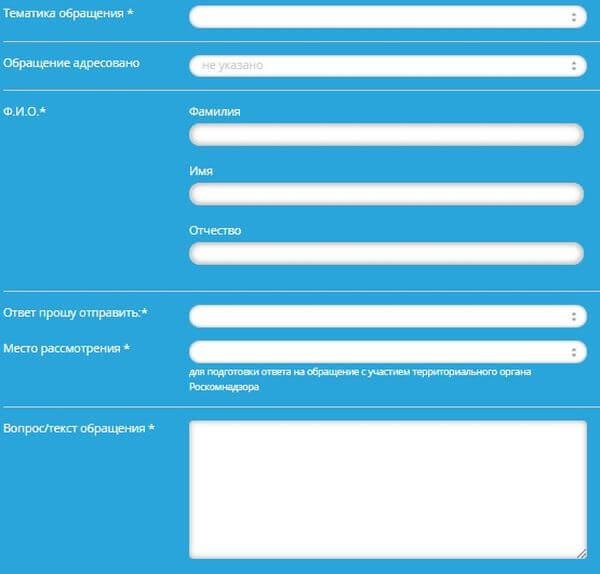 Тематика обращения *
Обращение адресовано
не указано
Ф.И.О.*
Фамилия
Имя
Отчество
Ответ прошу отправить:*
Место рассмотрения *
для подготовки ответа на обращение с участием территориального органа
Роскомнадзора
Вопрос/текст обращения *